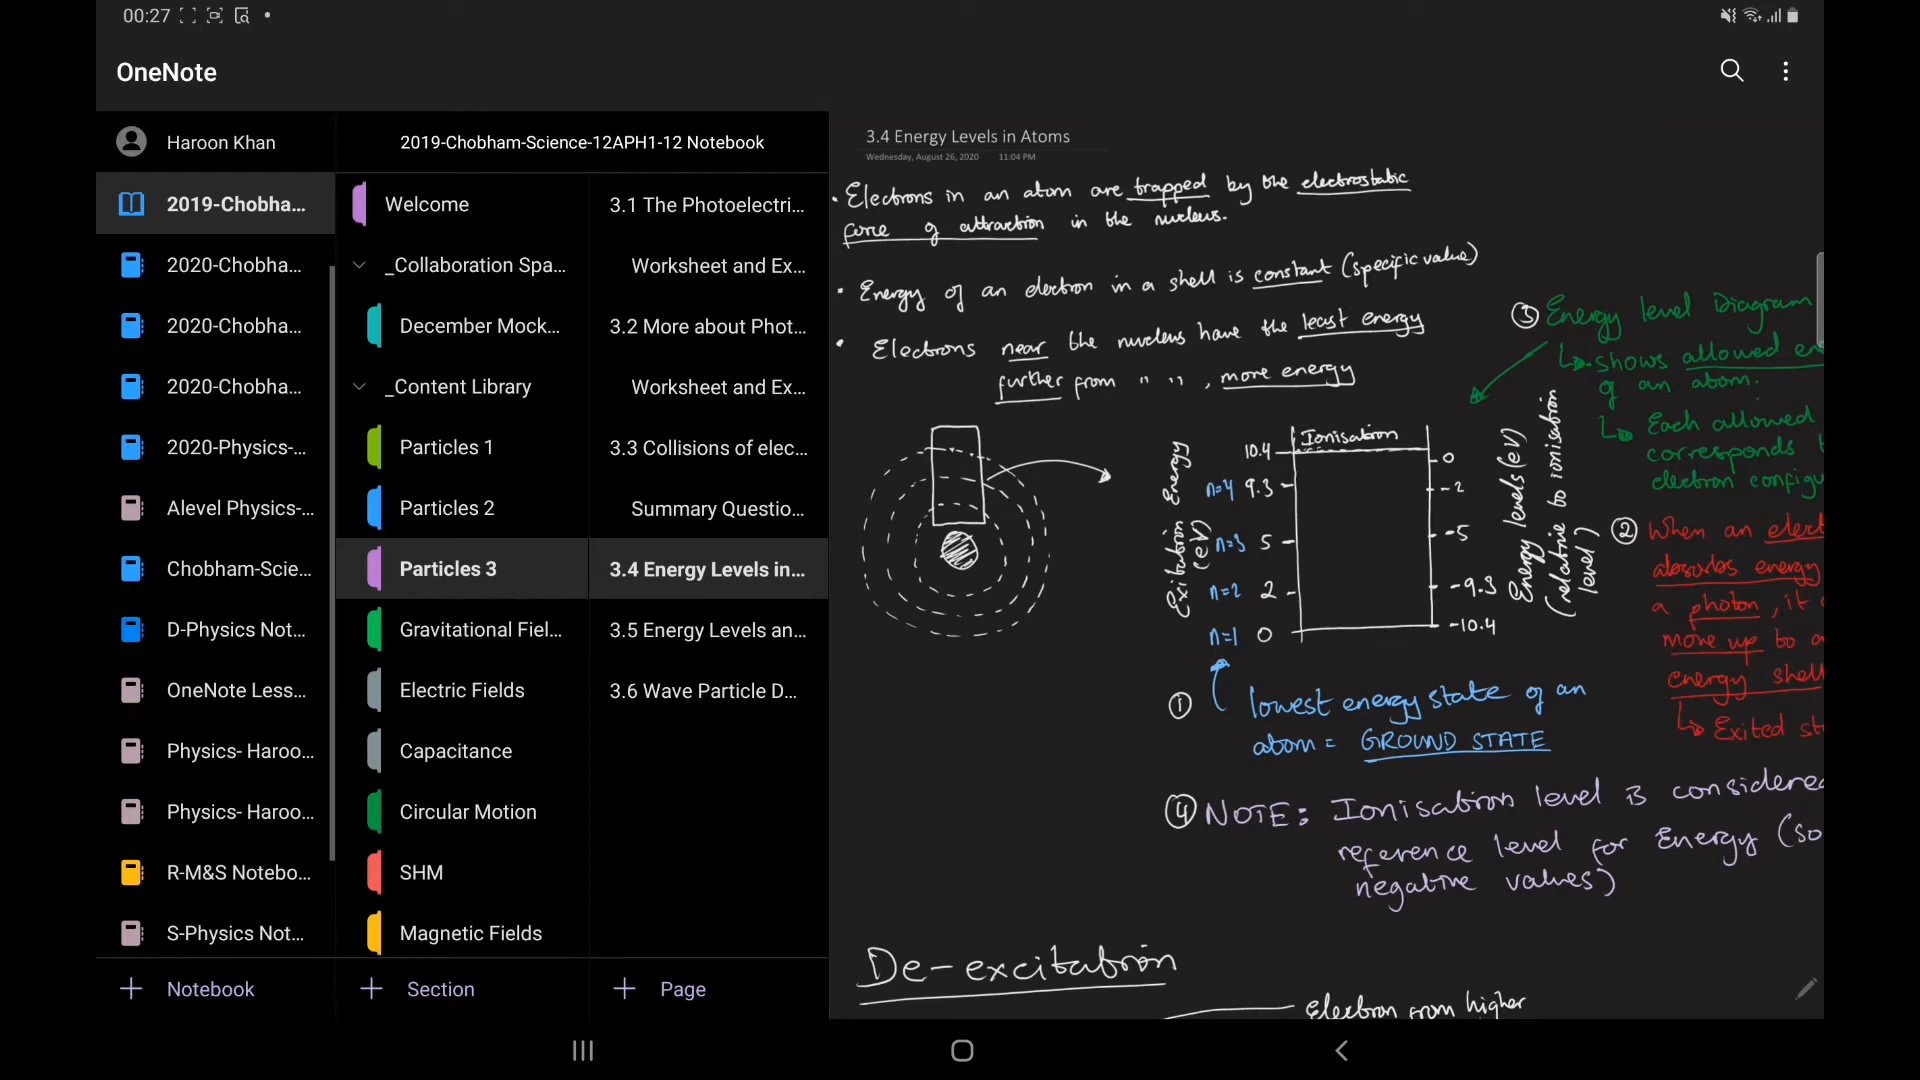 00:27
OneNote
Haroon Khan
2019-Chobha...
2020-Chobha...
2020-Chobha...
2020-Chobha...
2020-Physics-...
Alevel Physics-...
Chobham-Scie...
D-Physics Not...
OneNote Less...
Physics- Haroo...
Physics- Haroo...
R-M&S Notebo...
S-Physics Not...
Notebook
2019-Chobham-Science-12APH1-12 Notebook
Welcome
_Collaboration Spa...
December Mock...
_Content Library
Particles 1
Particles 2
Particles 3
Gravitational Fiel...
Electric Fields
Capacitance
Circular Motion
SHM
Magnetic Fields
Section
3.1 The Photoelectri...
Worksheet and Ex...
3.2 More about Phot...
Worksheet and Ex...
3.3 Collisions of elec...
Summary Questio...
3.4 Energy Levels in...
3.5 Energy Levels an...
3.6 Wave Particle D...
Page
3.4 Energy Levels in Atoms
Wednesday, August 26, 2020 11:04 PM
• Electrons in an atom are trapped by the electrostatic
force of attraction in the nucleus.
• Energy of an electron in a shell is constant (specific value)
• Electrons near the nucleus have the least energy
further from " ", more energy
Exitation Energy
(eV)
Ionisation
10.4
n=4 9.3
n=3 5
n=2 2
n=1 0
0
-2
-5
-9.3
-10.4
Energy levels (eV)
(relative to ionisation
level)
③ Energy level Diagram
↳ • shows allowed en
of an atom.
↳ Each allowed
corresponds t
electron configu
② When an elect
absorbs energy
a photon, it
move up to a
energy shell
↳ Exited st
① lowest energy state of an
atom = GROUND STATE
④ NOTE: Ionisation level is considere
reference level for Energy (so
negative values)
De-excitation
electron from higher